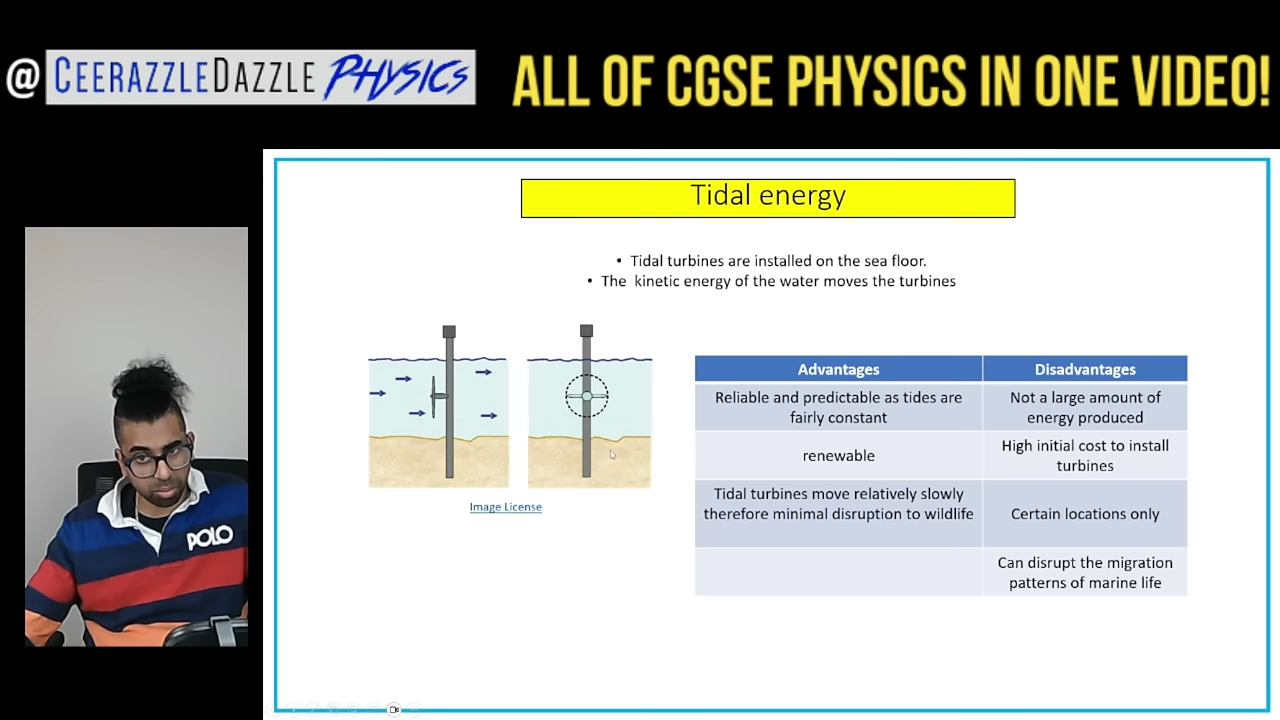 @ CEERAZZLEDAZZLE PHYSICS
ALL OF CGSE PHYSICS IN ONE VIDEO!
Tidal energy
• Tidal turbines are installed on the sea floor.
• The kinetic energy of the water moves the turbines
Image License
Advantages
Disadvantages
Reliable and predictable as tides are
fairly constant
Not a large amount of
energy produced
renewable
High initial cost to install
turbines
Tidal turbines move relatively slowly
therefore minimal disruption to wildlife
Certain locations only
Can disrupt the migration
patterns of marine life
POLO